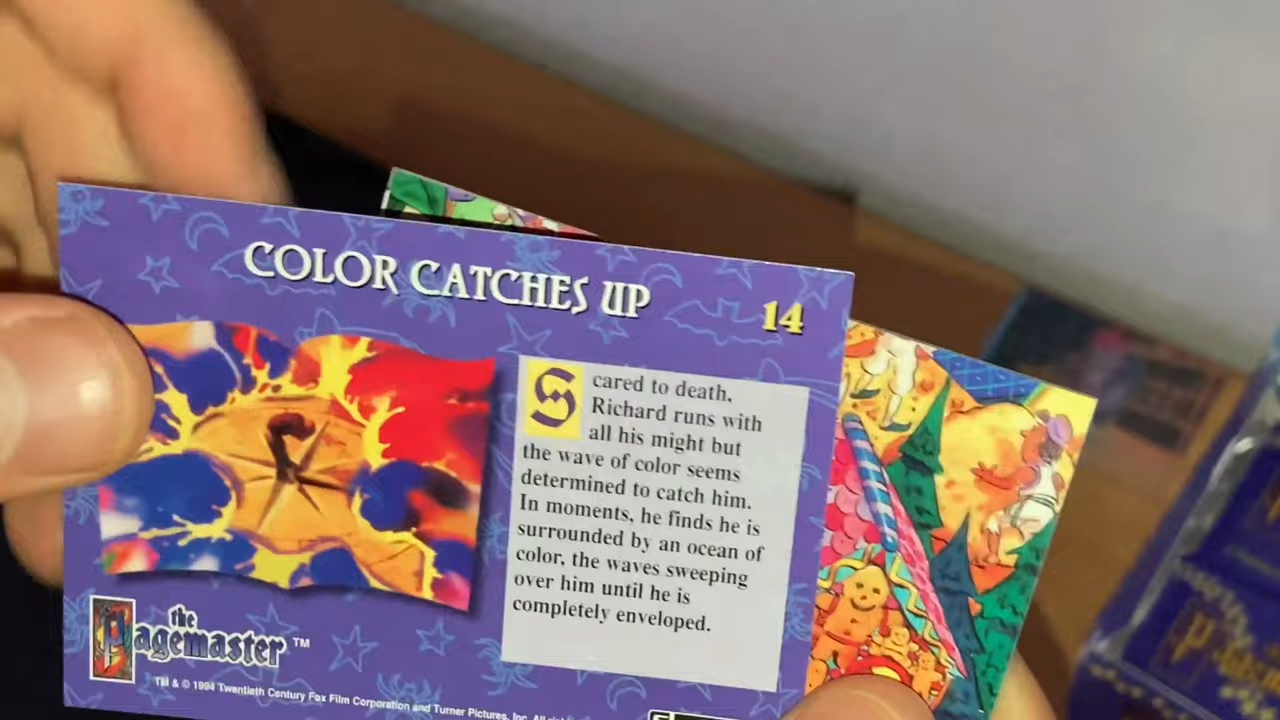 COLOR CATCHES UP
14
Scared to death,
Richard runs with
all his might but
the wave of color seems
determined to catch him.
In moments, he finds he is
surrounded by an ocean of
color, the waves sweeping
over him until he is
completely enveloped.
the
Pagemaster™
TM & © 1994 Twentieth Century Fox Film Corporation and Turner Pictures, Inc. All